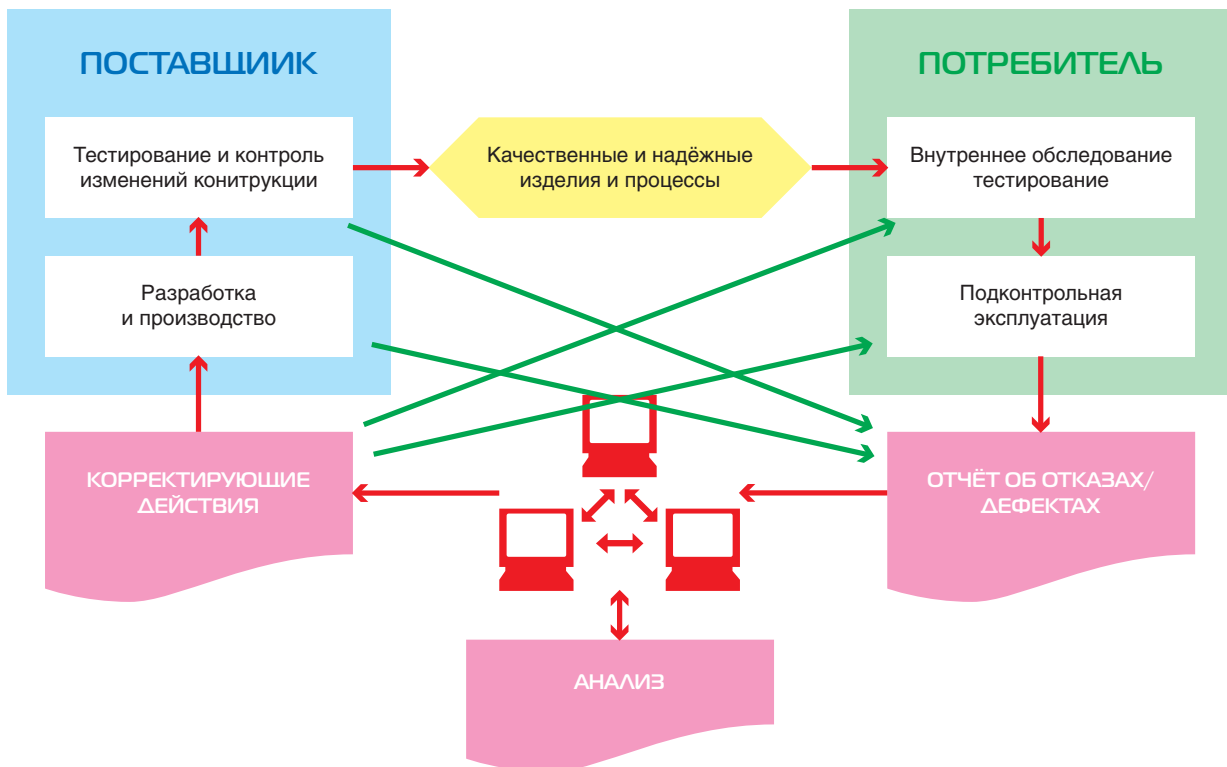 ПОСТАВЩИИК
ПОТРЕБИТЕЛЬ
Тестирование и контроль
изменений конитрукции
Качественные и надёжные
изделия и процессы
Внутреннее обследование
тестирование
Разработка
и производство
Подконтрольная
эксплуатация
КОРРЕКТИРУЮЩИЕ
ДЕЙСТВИЯ
ОТЧЁТ ОБ ОТКАЗАХ/
ДЕФЕКТАХ
АНАЛИЗ